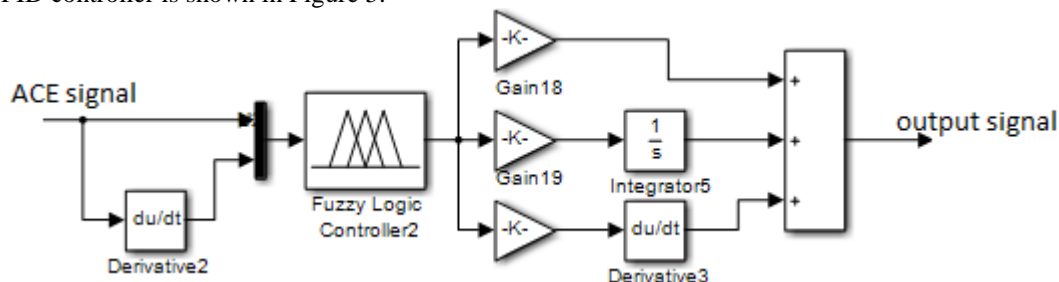 PID controller is shown in Figure 3.
ACE signal
du/dt
Derivative2
Fuzzy Logic
Controller2
-K-
Gain18
-K-
Gain19
-K-
1
s
Integrator5
du/dt
Derivative3
+
+
+
output signal